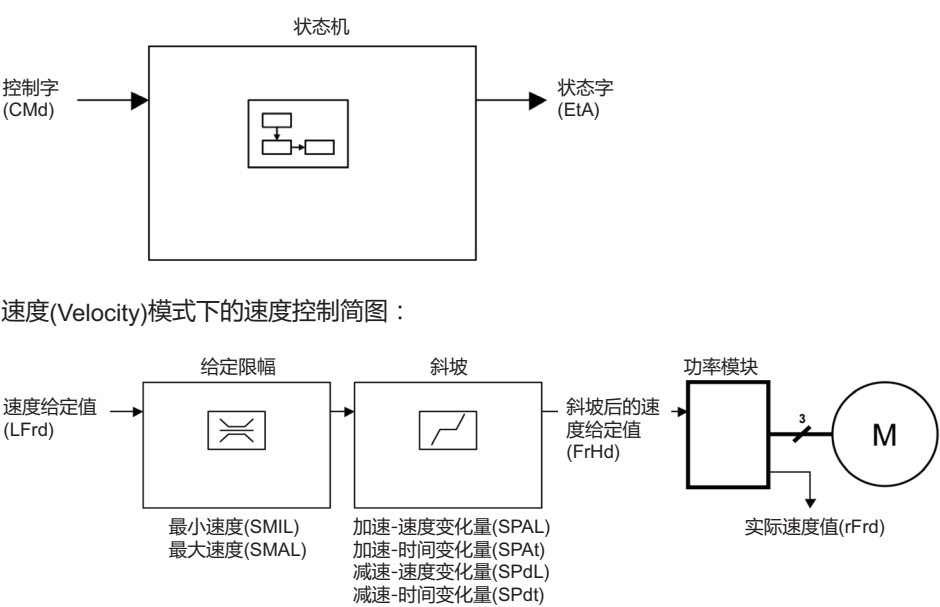 状态机
控制字
(CMd)
状态字
(EtA)
速度(Velocity)模式下的速度控制简图：
给定限幅
斜坡
功率模块
速度给定值
(LFrd)
斜坡后的速
度给定值
(FrHd)
3
M
最小速度(SMIL)
最大速度(SMAL)
加速-速度变化量(SPAL)
加速-时间变化量(SPAt)
减速-速度变化量(SPdL)
减速-时间变化量(SPdt)
实际速度值(rFrd)